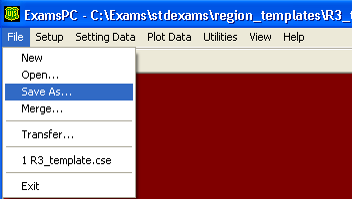 ExamsPC - C:\Exams\stdexams\region_templates\R3_t
File Setup Setting Data Plot Data Utilities View Help
New
Open...
Save As...
Merge...
Transfer...
1 R3_template.cse
Exit